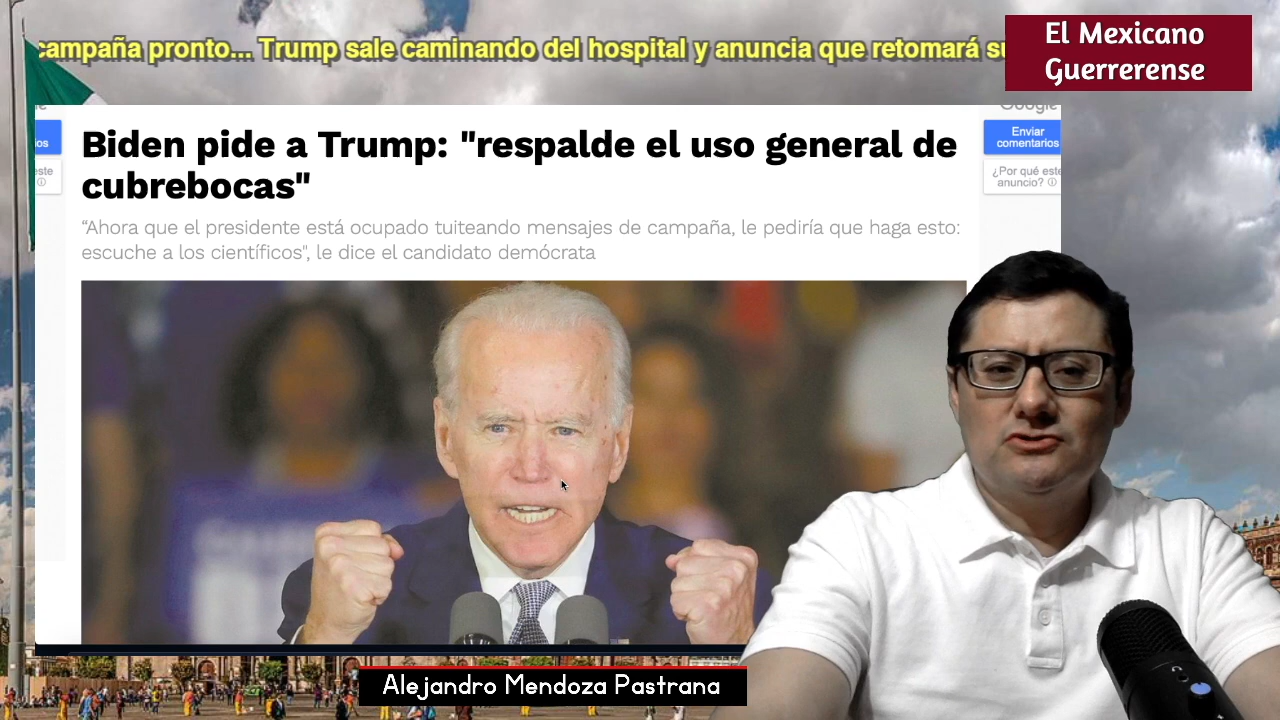 campaña pronto... Trump sale caminando del hospital y anuncia que retomará
El Mexicano
Guerrerense
Biden pide a Trump: "respalde el uso general de
cubrebocas"
“Ahora que el presidente está ocupado tuiteando mensajes de campaña, le pediría que haga esto:
escuche a los científicos", le dice el candidato demócrata
Google
Enviar
comentarios
¿Por qué este
anuncio?
Alejandro Mendoza Pastrana